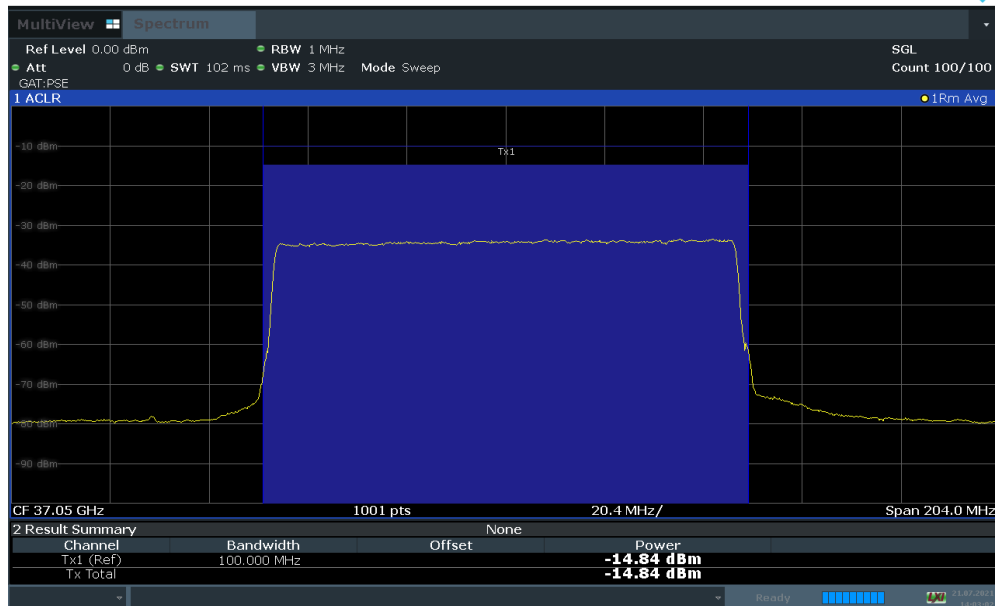 MultiView Spectrum
Ref Level 0.00 dBm RBW 1 MHz SGL
Att 0 dB SWT 102 ms VBW 3 MHz Mode Sweep Count 100/100
GAT:PSE
1 ACLR 1Rm Avg
Tx1
-10 dBm
-20 dBm
-30 dBm
-40 dBm
-50 dBm
-60 dBm
-70 dBm
-80 dBm
-90 dBm
CF 37.05 GHz 1001 pts 20.4 MHz/ Span 204.0 MHz
2 Result Summary None
Channel Bandwidth Offset Power
Tx1 (Ref) 100.000 MHz -14.84 dBm
Tx Total -14.84 dBm
Ready 21.07.2021